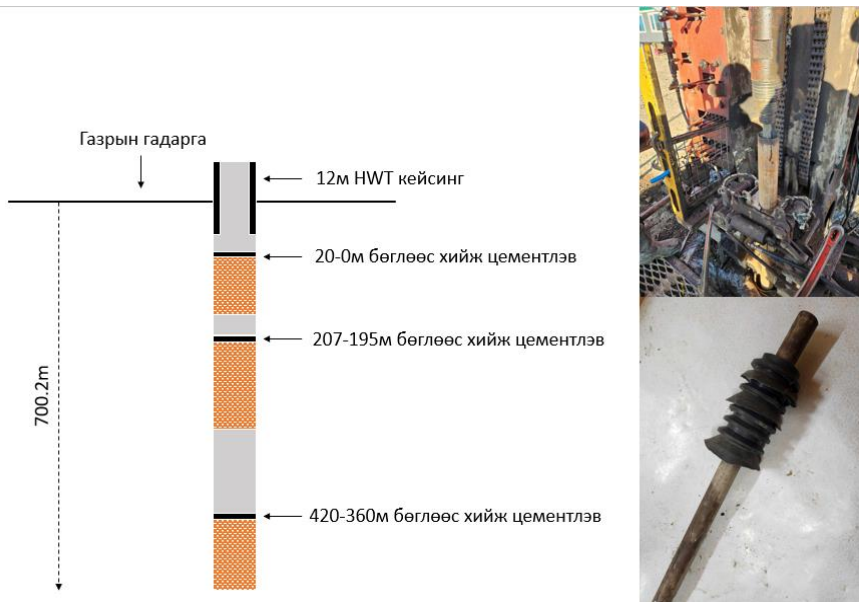 Газрын гадарга
12м HWT кейсинг
20-0м бөглөөс хийж цементлэв
207-195м бөглөөс хийж цементлэв
700.2m
420-360м бөглөөс хийж цементлэв